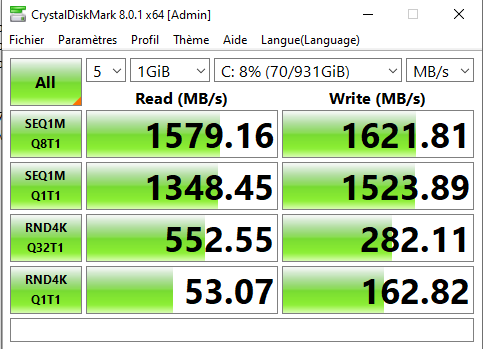 CrystalDiskMark 8.0.1 x64 [Admin]
Fichier Paramètres Profil Thème Aide Langue(Language)
All 5 1GiB C: 8% (70/931GiB) MB/s
Read (MB/s) Write (MB/s)
SEQ1M
Q8T1 1579.16 1621.81
SEQ1M
Q1T1 1348.45 1523.89
RND4K
Q32T1 552.55 282.11
RND4K
Q1T1 53.07 162.82